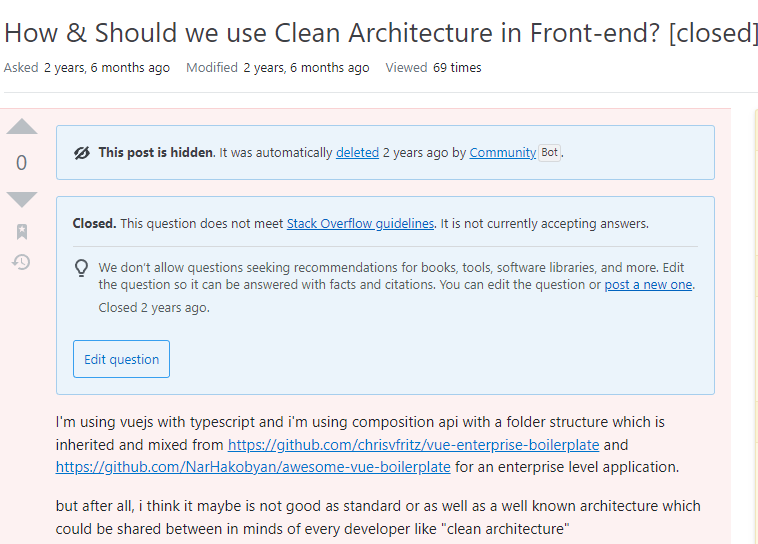 How & Should we use Clean Architecture in Front-end? [closed]
Asked 2 years, 6 months ago Modified 2 years, 6 months ago Viewed 69 times
0
This post is hidden. It was automatically deleted 2 years ago by Community Bot.
Closed. This question does not meet Stack Overflow guidelines. It is not currently accepting answers.
We don't allow questions seeking recommendations for books, tools, software libraries, and more. Edit
the question so it can be answered with facts and citations. You can edit the question or post a new one.
Closed 2 years ago.
Edit question
I'm using vuejs with typescript and i'm using composition api with a folder structure which is
inherited and mixed from https://github.com/chrisvfritz/vue-enterprise-boilerplate and
https://github.com/NarHakobyan/awesome-vue-boilerplate for an enterprise level application.
but after all, i think it maybe is not good as standard or as well as a well known architecture which
could be shared between in minds of every developer like "clean architecture"